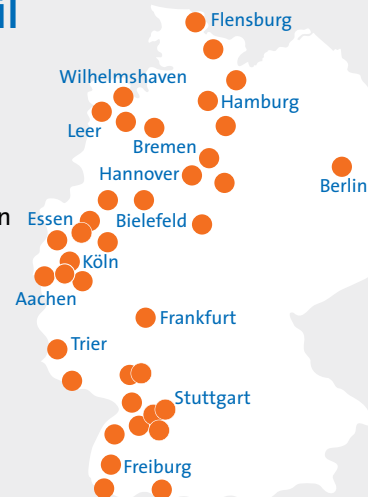 il
Flensburg
Wilhelmshaven
Hamburg
Leer
Bremen
Hannover
Berlin
n
Essen
Bielefeld
Köln
Aachen
Frankfurt
Trier
Stuttgart
Freiburg